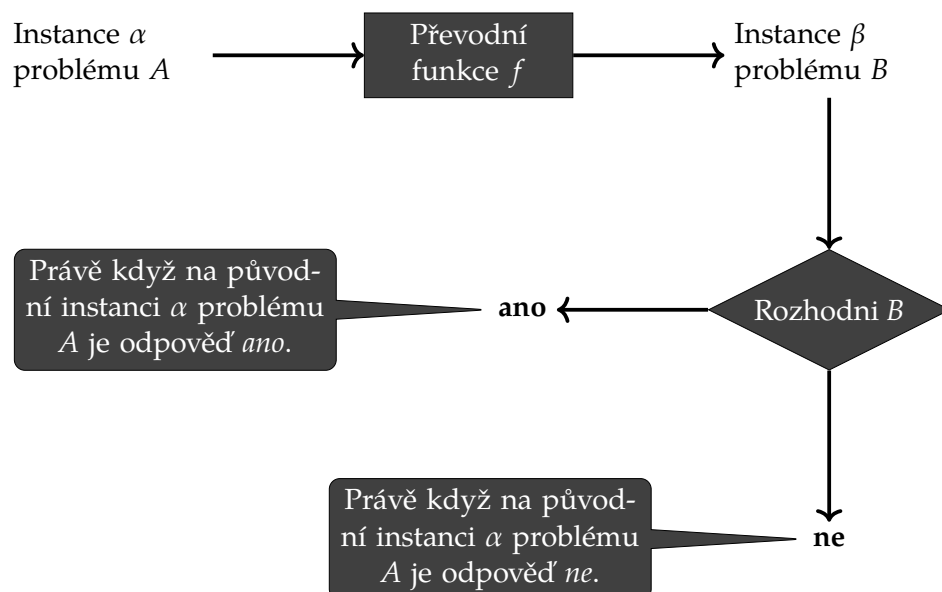 Instance α
problému A
Převodní
funkce f
Instance β
problému B
Rozhodni B
ano
Právě když na původ-
ní instanci α problému
A je odpověď ano.
ne
Právě když na původ-
ní instanci α problému
A je odpověď ne.